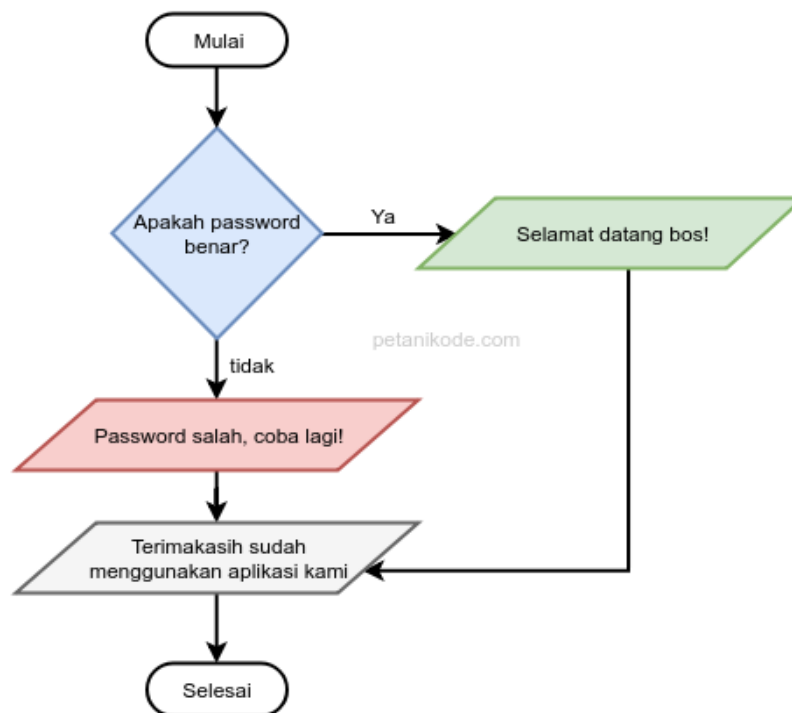 Mulai
Apakah password
benar?
Ya
Selamat datang bos!
petanikode.com
tidak
Password salah, coba lagi!
Terimakasih sudah
menggunakan aplikasi kami
Selesai